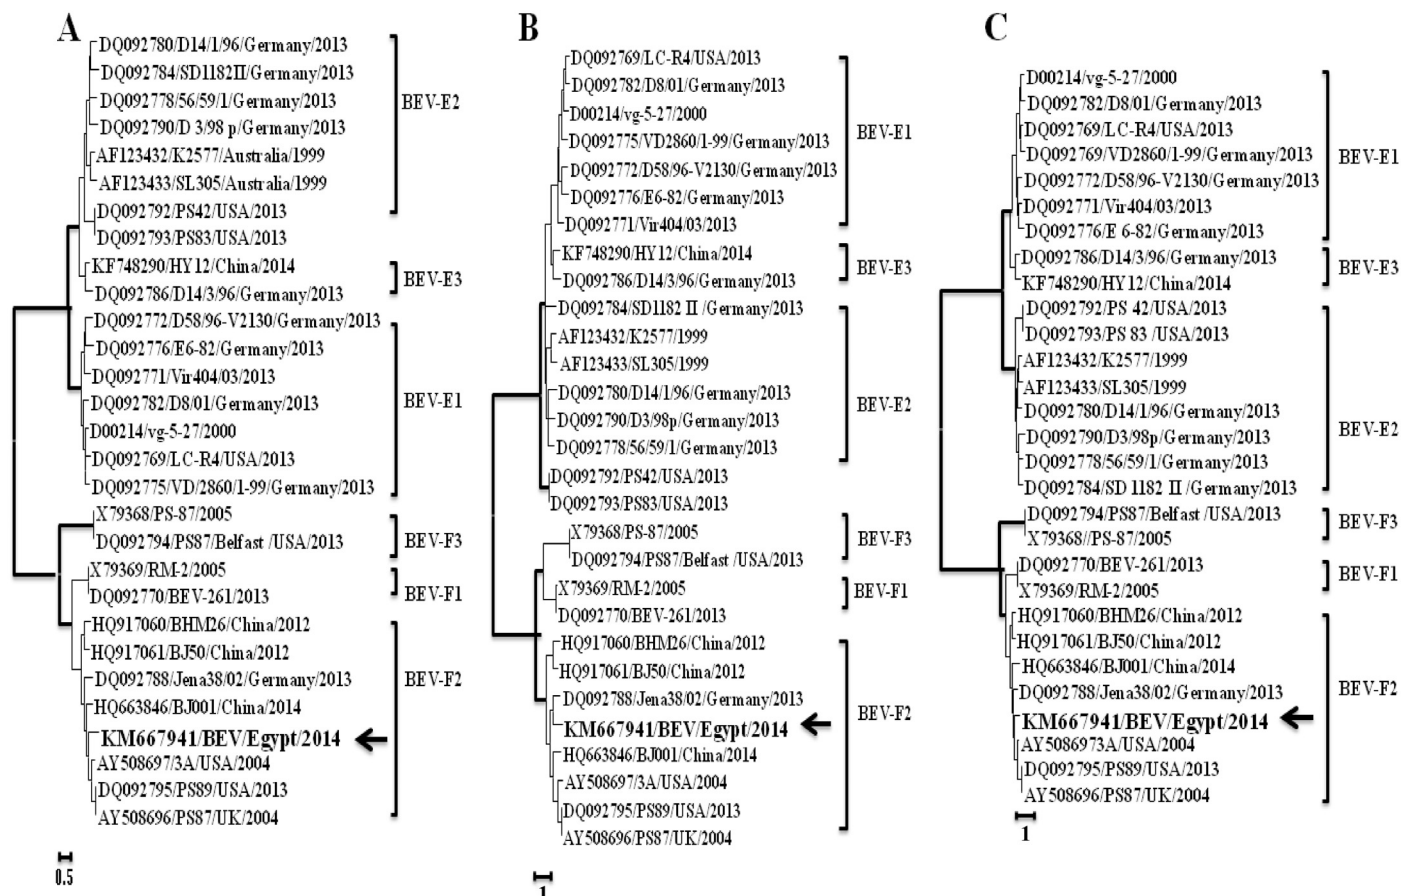 A
DQ092780/D14/1/96/Germany/2013
DQ092784/SD1182II/Germany/2013
DQ092778/56/59/1/Germany/2013
DQ092790/D 3/98 p/Germany/2013
AF123432/K2577/Australia/1999
AF123433/SL305/Australia/1999
DQ092792/PS42/USA/2013
DQ092793/PS83/USA/2013
BEV-E2
KF748290/HY12/China/2014
DQ092786/D14/3/96/Germany/2013
BEV-E3
DQ092772/D58/96-V2130/Germany/2013
DQ092776/E6-82/Germany/2013
DQ092771/Vir404/03/2013
DQ092782/D8/01/Germany/2013
D00214/vg-5-27/2000
DQ092769/LC-R4/USA/2013
DQ092775/VD/2860/1-99/Germany/2013
BEV-E1
X79368/PS-87/2005
DQ092794/PS87/Belfast /USA/2013
BEV-F3
X79369/RM-2/2005
DQ092770/BEV-261/2013
BEV-F1
HQ917060/BHM26/China/2012
HQ917061/BJ50/China/2012
DQ092788/Jena38/02/Germany/2013
HQ663846/BJ001/China/2014
KM667941/BEV/Egypt/2014
AY508697/3A/USA/2004
DQ092795/PS89/USA/2013
AY508696/PS87/UK/2004
BEV-F2
0.5
B
DQ092769/LC-R4/USA/2013
DQ092782/D8/01/Germany/2013
D00214/vg-5-27/2000
DQ092775/VD2860/1-99/Germany/2013
DQ092772/D58/96-V2130/Germany/2013
DQ092776/E6-82/Germany/2013
DQ092771/Vir404/03/2013
BEV-E1
KF748290/HY12/China/2014
DQ092786/D14/3/96/Germany/2013
BEV-E3
DQ092784/SD1182 II /Germany/2013
AF123432/K2577/1999
AF123433/SL305/1999
DQ092780/D14/1/96/Germany/2013
DQ092790/D3/98p/Germany/2013
DQ092778/56/59/1/Germany/2013
BEV-E2
DQ092792/PS42/USA/2013
DQ092793/PS83/USA/2013
X79368/PS-87/2005
DQ092794/PS87/Belfast /USA/2013
BEV-F3
X79369/RM-2/2005
DQ092770/BEV-261/2013
BEV-F1
HQ917060/BHM26/China/2012
HQ917061/BJ50/China/2012
DQ092788/Jena38/02/Germany/2013
KM667941/BEV/Egypt/2014
HQ663846/BJ001/China/2014
AY508697/3A/USA/2004
DQ092795/PS89/USA/2013
AY508696/PS87/UK/2004
BEV-F2
1
C
D00214/vg-5-27/2000
DQ092782/D8/01/Germany/2013
DQ092769/LC-R4/USA/2013
DQ092769/VD2860/1-99/Germany/2013
DQ092772/D58/96-V2130/Germany/2013
DQ092771/Vir404/03/2013
DQ092776/E 6-82/Germany/2013
BEV-E1
DQ092786/D14/3/96/Germany/2013
KF748290/HY12/China/2014
BEV-E3
DQ092792/PS 42/USA/2013
DQ092793/PS 83 /USA/2013
AF123432/K2577/1999
AF123433/SL305/1999
DQ092780/D14/1/96/Germany/2013
DQ092790/D3/98p/Germany/2013
DQ092778/56/59/1/Germany/2013
DQ092784/SD 1182 II /Germany/2013
BEV-E2
DQ092794/PS87/Belfast /USA/2013
X79368//PS-87/2005
BEV-F3
DQ092770/BEV-261/2013
X79369/RM-2/2005
BEV-F1
HQ917060/BHM26/China/2012
HQ917061/BJ50/China/2012
HQ663846/BJ001/China/2014
DQ092788/Jena38/02/Germany/2013
KM667941/BEV/Egypt/2014
AY5086973A/USA/2004
DQ092795/PS89/USA/2013
AY508696/PS87/UK/2004
BEV-F2
1